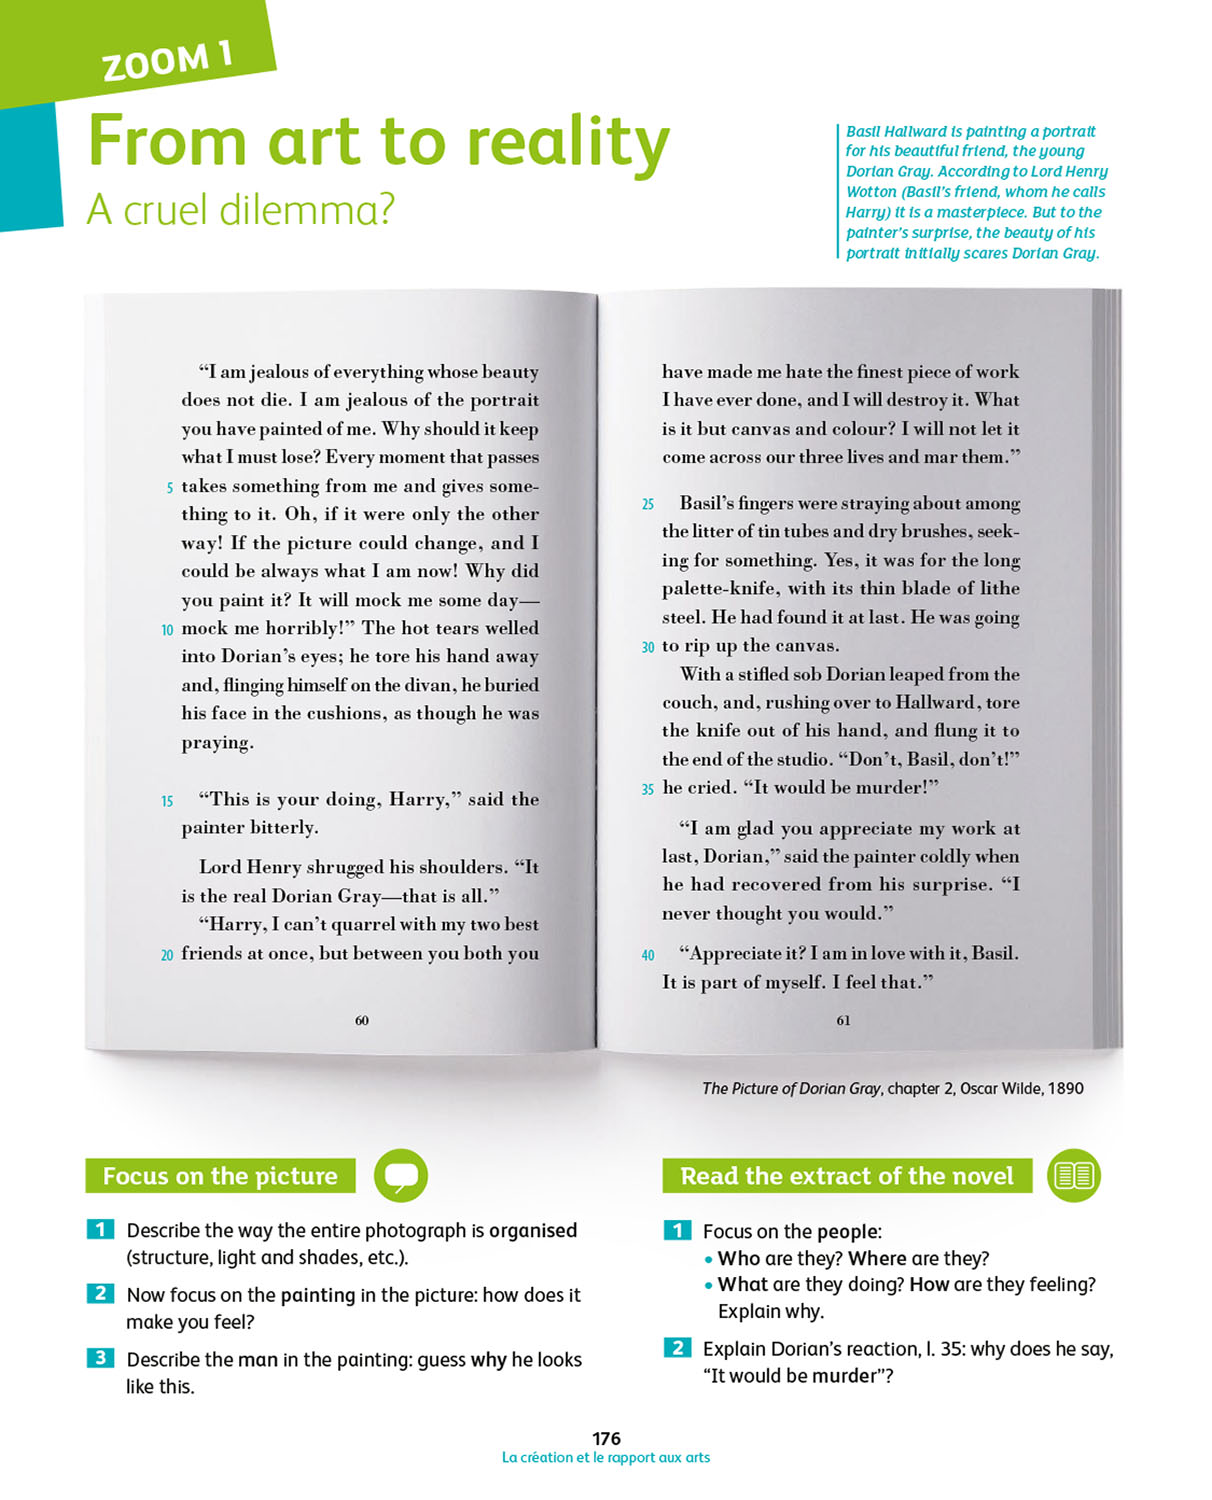 ZOOM 1
From art to reality
A cruel dilemma?
Basil Hallward is painting a portrait
for his beautiful friend, the young
Dorian Gray. According to Lord Henry
Wotton (Basil's friend, whom he calls
Harry) it is a masterpiece. But to the
painter's surprise, the beauty of his
portrait initially scares Dorian Gray.
“I am jealous of everything whose beauty
does not die. I am jealous of the portrait
you have painted of me. Why should it keep
what I must lose? Every moment that passes
5 takes something from me and gives some-
thing to it. Oh, if it were only the other
way! If the picture could change, and I
could be always what I am now! Why did
you paint it? It will mock me some day—
10 mock me horribly!” The hot tears welled
into Dorian’s eyes; he tore his hand away
and, flinging himself on the divan, he buried
his face in the cushions, as though he was
praying.
15 “This is your doing, Harry,” said the
painter bitterly.
Lord Henry shrugged his shoulders. “It
is the real Dorian Gray—that is all.”
“Harry, I can’t quarrel with my two best
20 friends at once, but between you both you
60
have made me hate the finest piece of work
I have ever done, and I will destroy it. What
is it but canvas and colour? I will not let it
come across our three lives and mar them.”
25 Basil’s fingers were straying about among
the litter of tin tubes and dry brushes, seek-
ing for something. Yes, it was for the long
palette-knife, with its thin blade of lithe
steel. He had found it at last. He was going
30 to rip up the canvas.
With a stifled sob Dorian leaped from the
couch, and, rushing over to Hallward, tore
the knife out of his hand, and flung it to
the end of the studio. “Don’t, Basil, don’t!”
35 he cried. “It would be murder!”
“I am glad you appreciate my work at
last, Dorian,” said the painter coldly when
he had recovered from his surprise. “I
never thought you would.”
40 “Appreciate it? I am in love with it, Basil.
It is part of myself. I feel that.”
61
The Picture of Dorian Gray, chapter 2, Oscar Wilde, 1890
Focus on the picture
1 Describe the way the entire photograph is organised
(structure, light and shades, etc.).
2 Now focus on the painting in the picture: how does it
make you feel?
3 Describe the man in the painting: guess why he looks
like this.
Read the extract of the novel
1 Focus on the people:
• Who are they? Where are they?
• What are they doing? How are they feeling?
Explain why.
2 Explain Dorian’s reaction, l. 35: why does he say,
“It would be murder”?
176
La création et le rapport aux arts